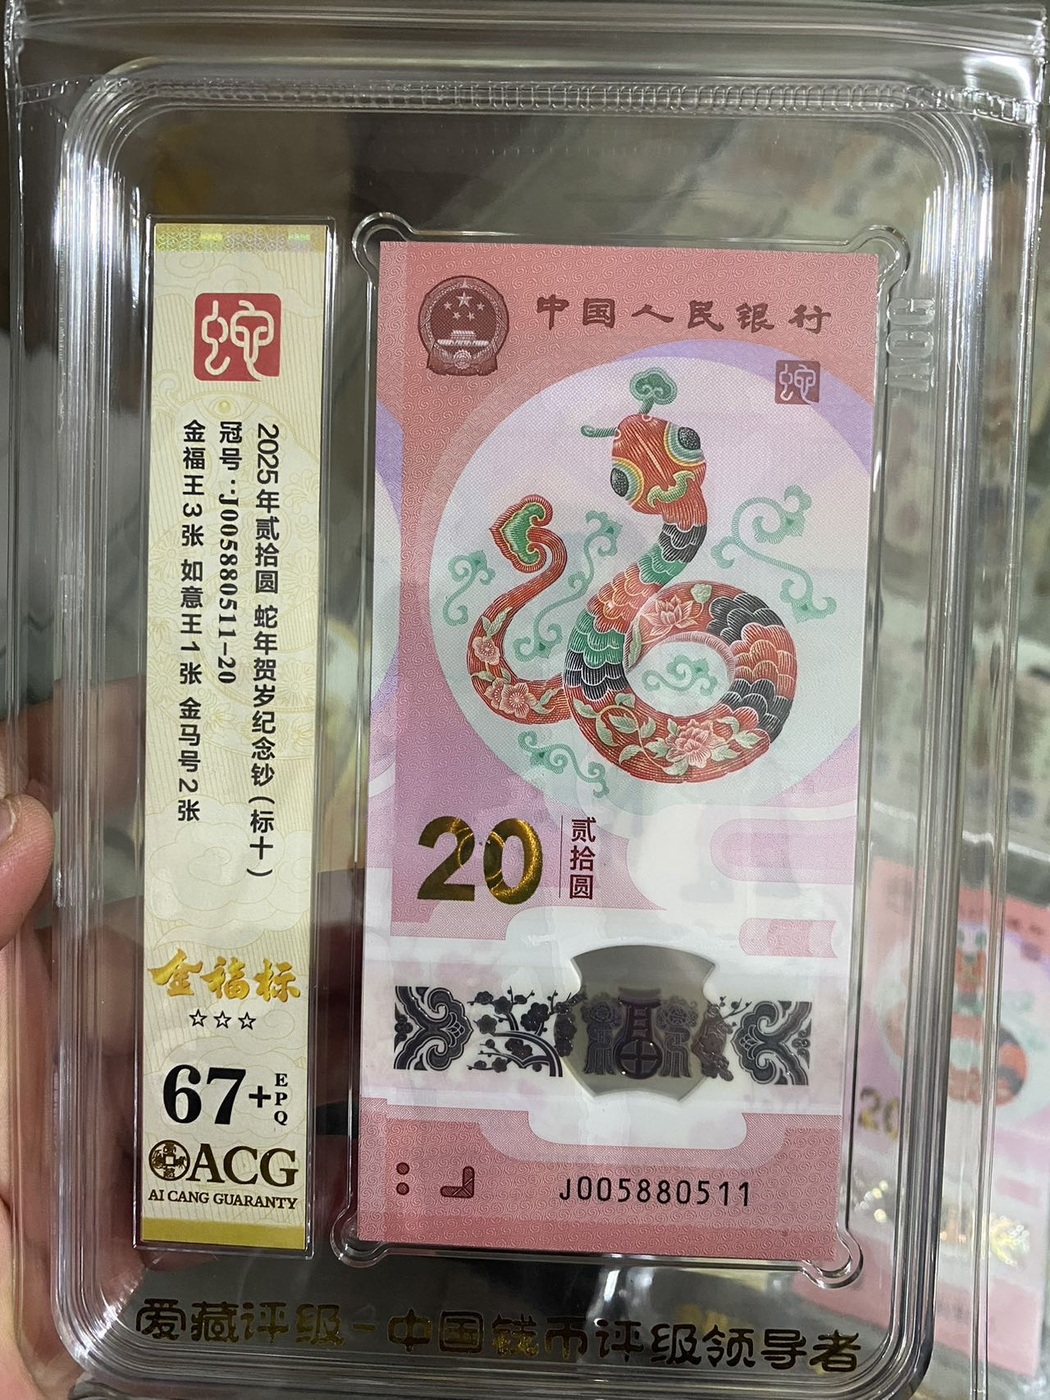 蛇
2025年贰拾圆 蛇年贺岁纪念钞(标十)
冠号:J005880511-20
金福王3张 如意王1张 金马号2张
金福标
☆☆☆
67+EPQ
ACG
AI CANG GUARANTY
中国人民银行
蛇
20
贰拾圆
J005880511
ACG
爱藏评级-中国钱币评级领导者
20